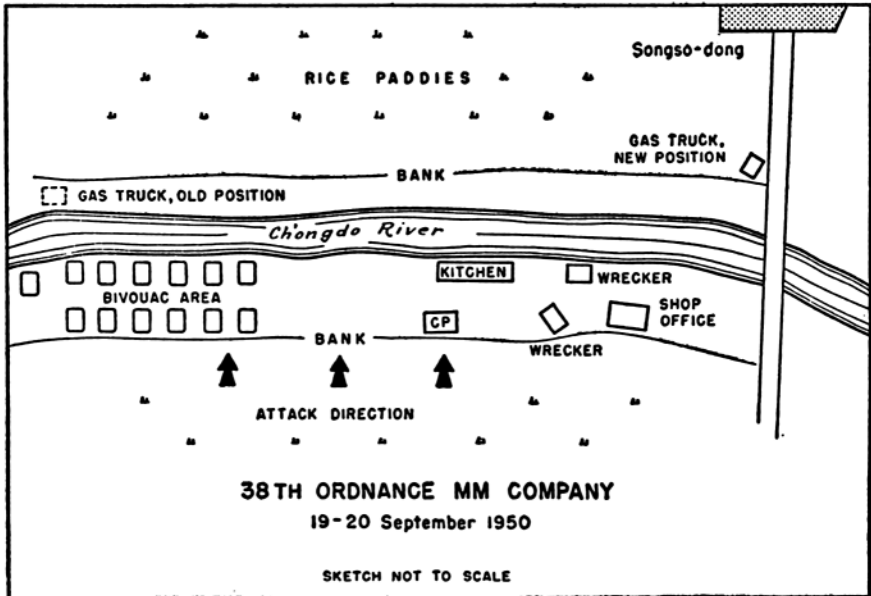 Songso-dong
RICE PADDIES
GAS TRUCK,
NEW POSITION
BANK
GAS TRUCK, OLD POSITION
Ch'ongdo River
KITCHEN
WRECKER
BIVOUAC AREA
SHOP
OFFICE
CP
BANK
WRECKER
ATTACK DIRECTION
38TH ORDNANCE MM COMPANY
19-20 September 1950
SKETCH NOT TO SCALE